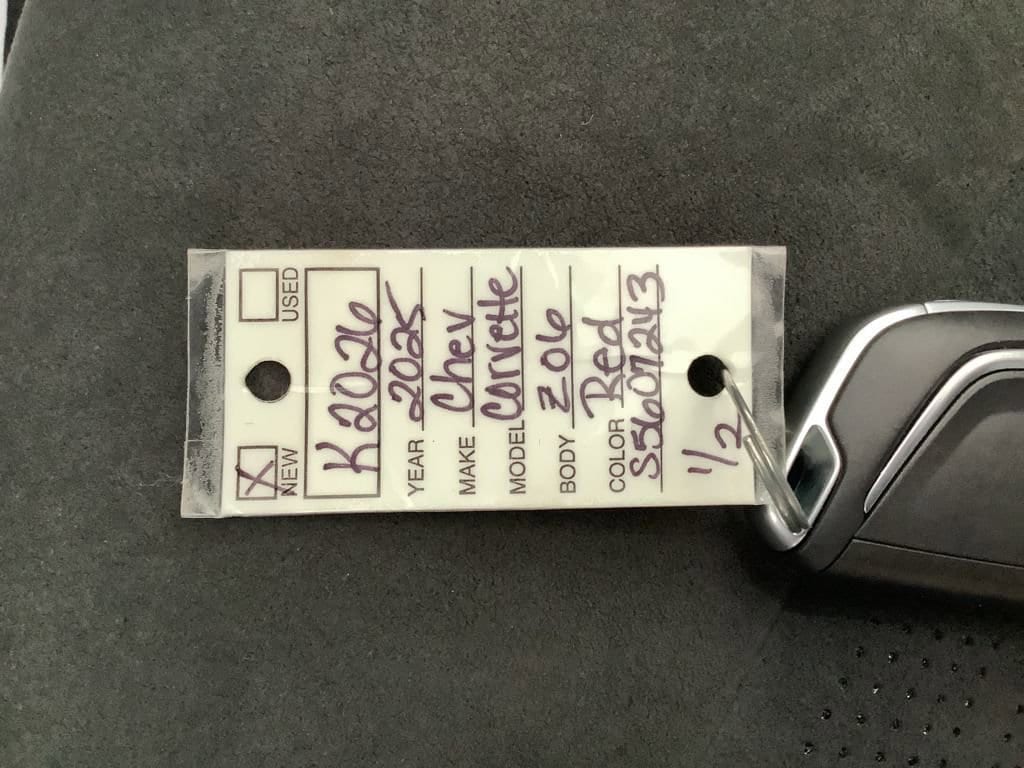 X NEW USED
K2026
YEAR 2025
MAKE Chev
MODEL Corvette
BODY Z06
COLOR Red
S5607243
1/2